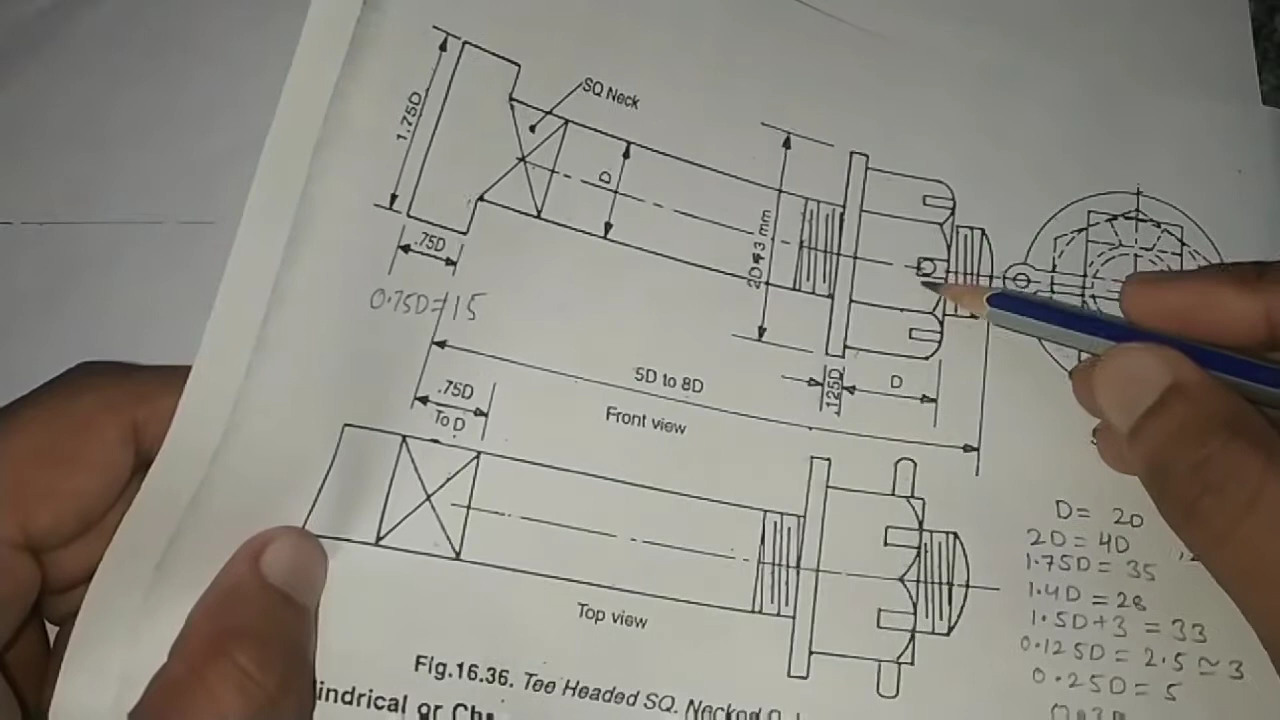 SQ Neck
1.75D
D
2D+3 mm
.75D
0.75D=15
.125D
D
5D to 8D
.75D
To D
Front view
Top view
D= 20
2D = 40
1.75D = 35
1.4D = 28
1.5D+3 = 33
0.125D = 2.5 ≃ 3
0.25D = 5
Fig.16.36. Tee Headed SQ. Necked
or